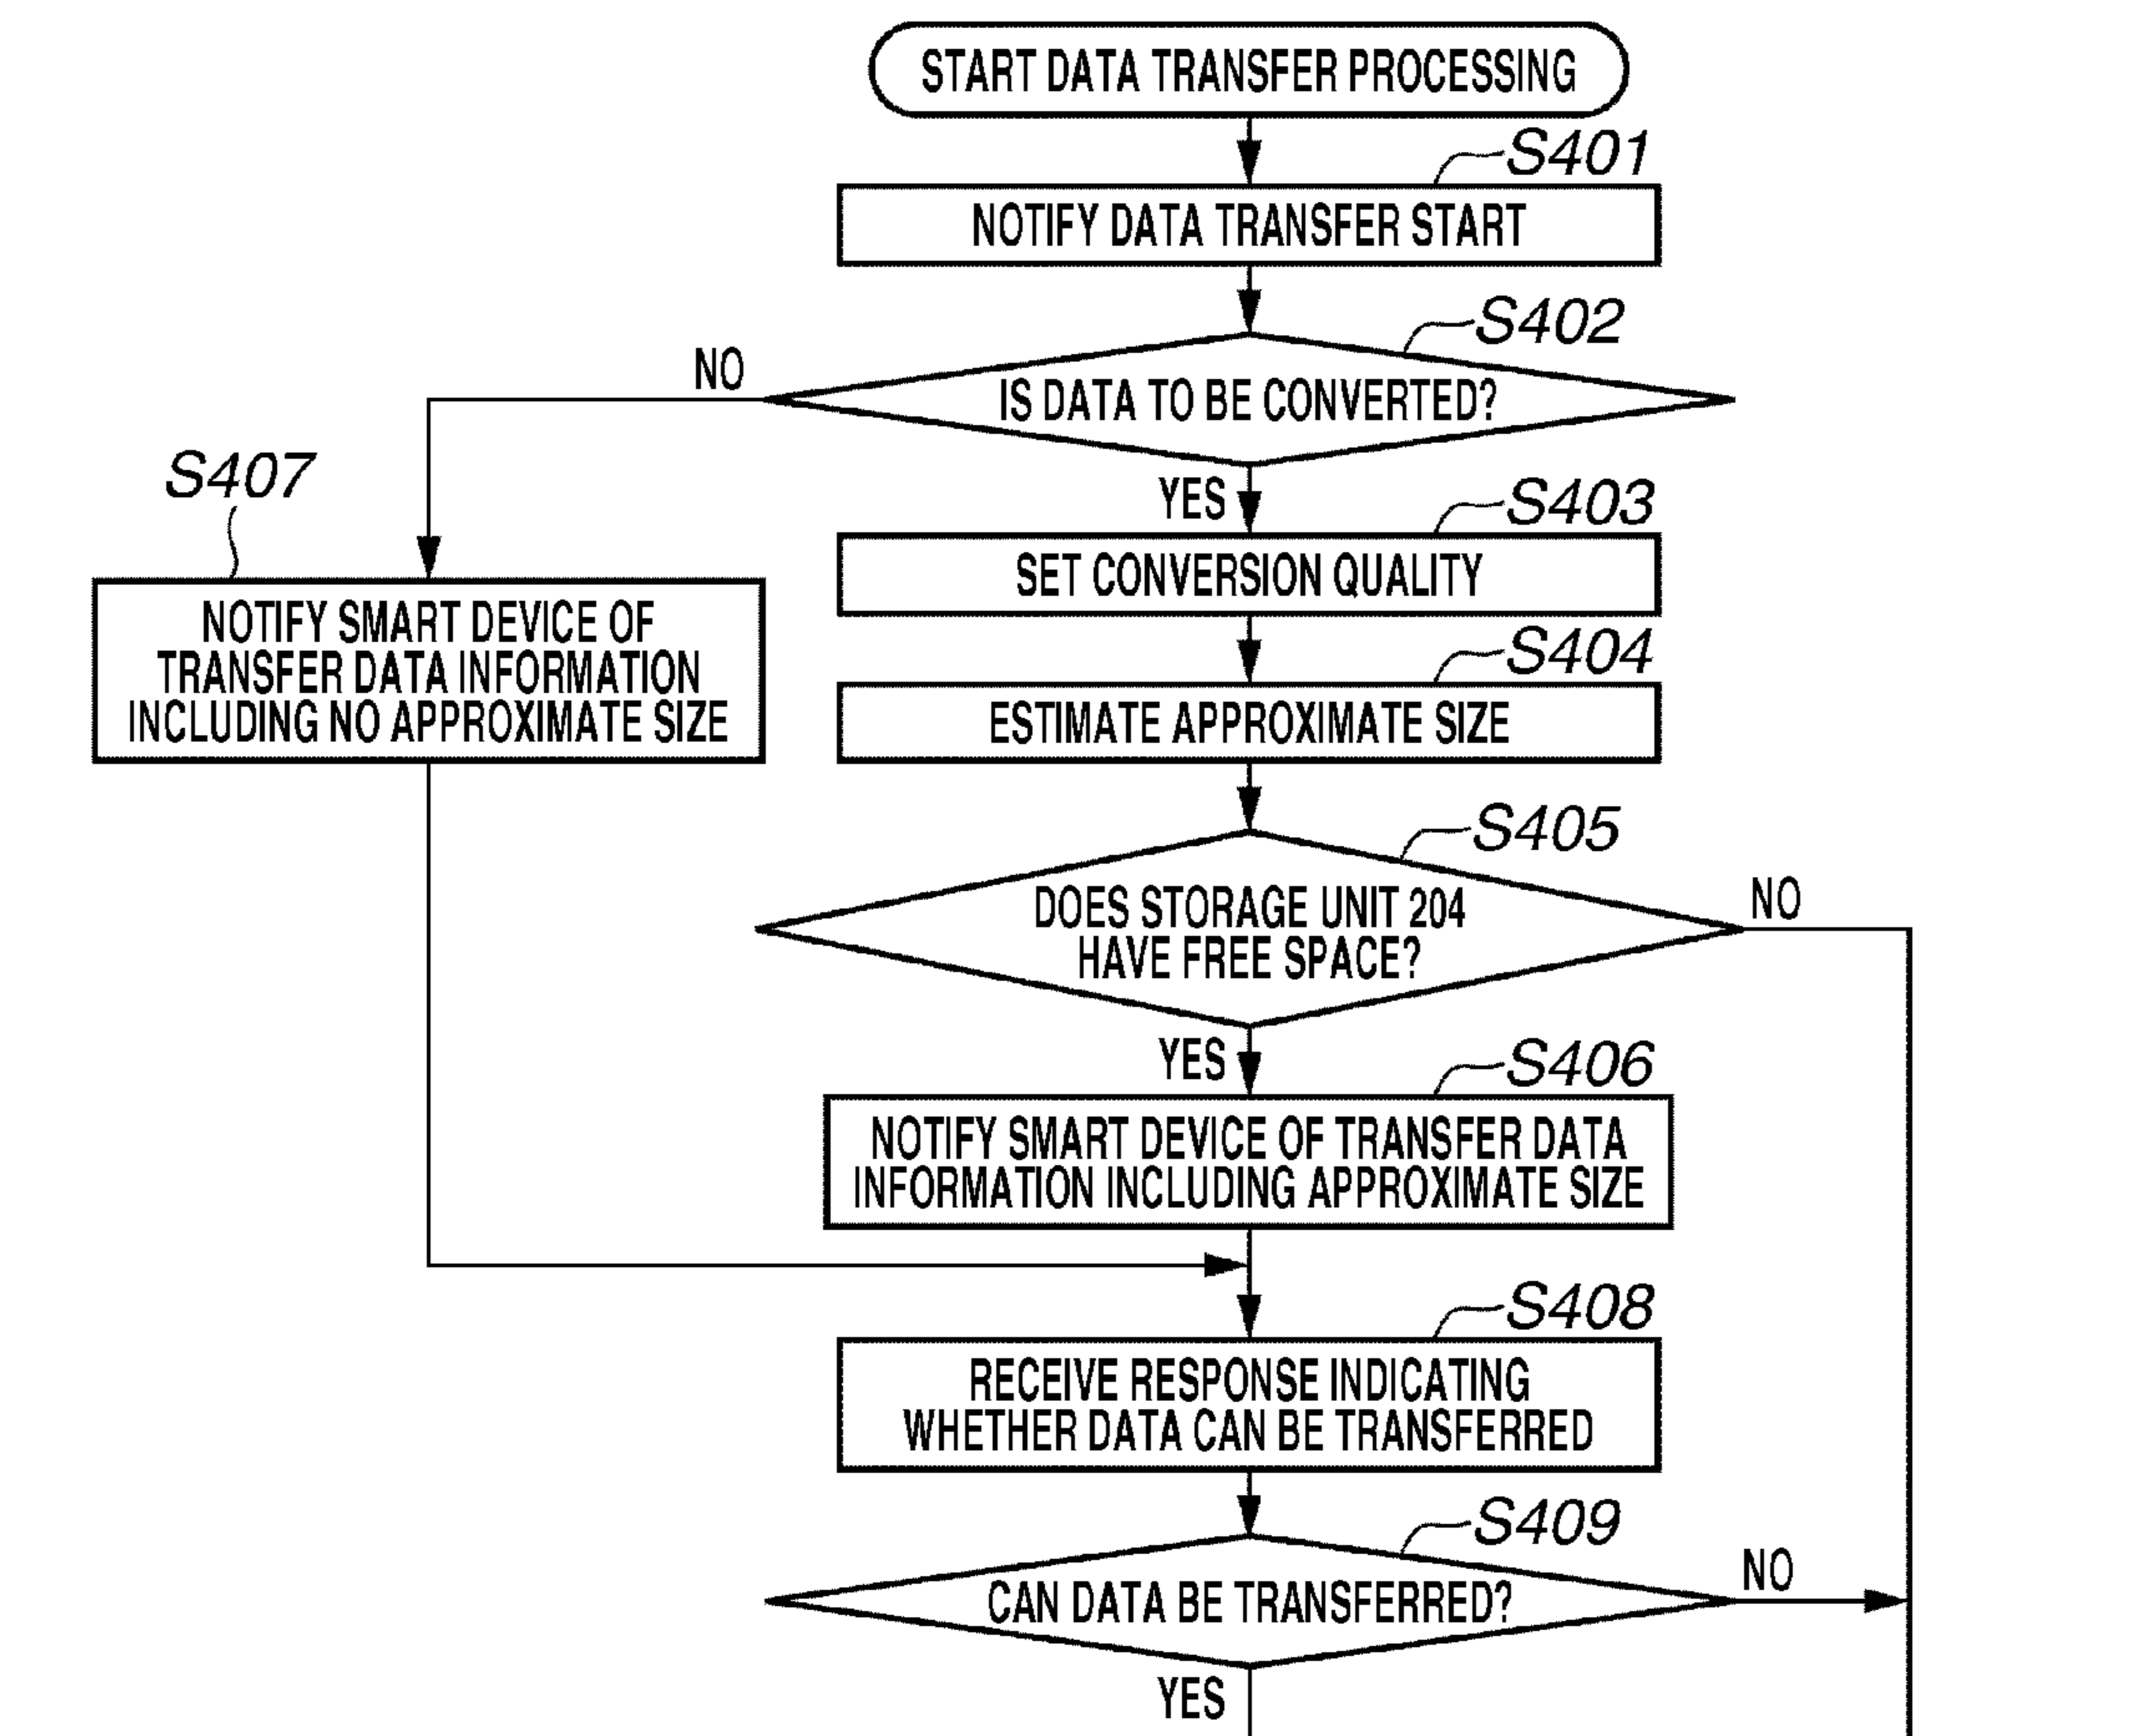 START DATA TRANSFER PROCESSING
S401
NOTIFY DATA TRANSFER START
S402
NO
IS DATA TO BE CONVERTED?
S407
YES
S403
SET CONVERSION QUALITY
NOTIFY SMART DEVICE OF
TRANSFER DATA INFORMATION
INCLUDING NO APPROXIMATE SIZE
S404
ESTIMATE APPROXIMATE SIZE
S405
DOES STORAGE UNIT 204
HAVE FREE SPACE?
NO
YES
S406
NOTIFY SMART DEVICE OF TRANSFER DATA
INFORMATION INCLUDING APPROXIMATE SIZE
S408
RECEIVE RESPONSE INDICATING
WHETHER DATA CAN BE TRANSFERRED
S409
CAN DATA BE TRANSFERRED?
NO
YES